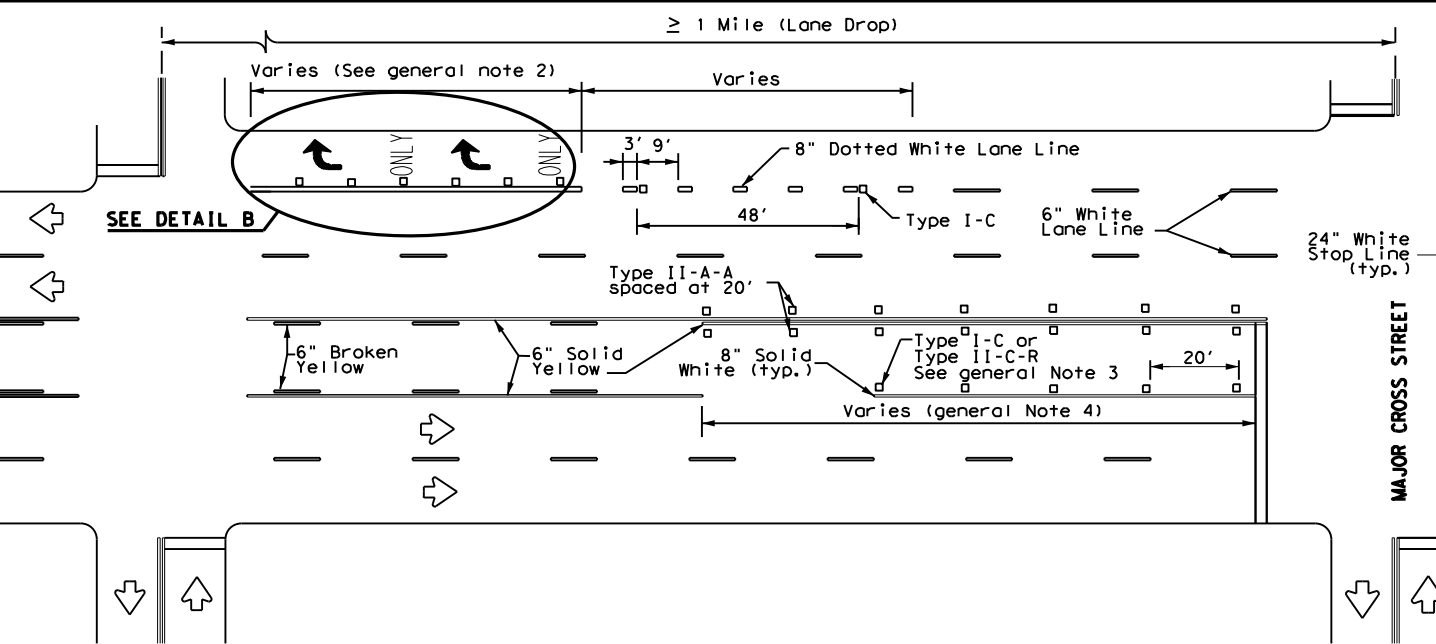 ≥ 1 Mile (Lane Drop)
Varies (See general note 2)
Varies
ONLY
ONLY
3' 9'
8" Dotted White Lane Line
SEE DETAIL B
48'
Type I-C
6" White
Lane Line
24" White
Stop Line
(typ.)
Type II-A-A
spaced at 20'
6" Broken
Yellow
6" Solid
Yellow
8" Solid
White (typ.)
Type I-C or
Type II-C-R
See general Note 3
20'
Varies (general Note 4)
MAJOR CROSS STREET